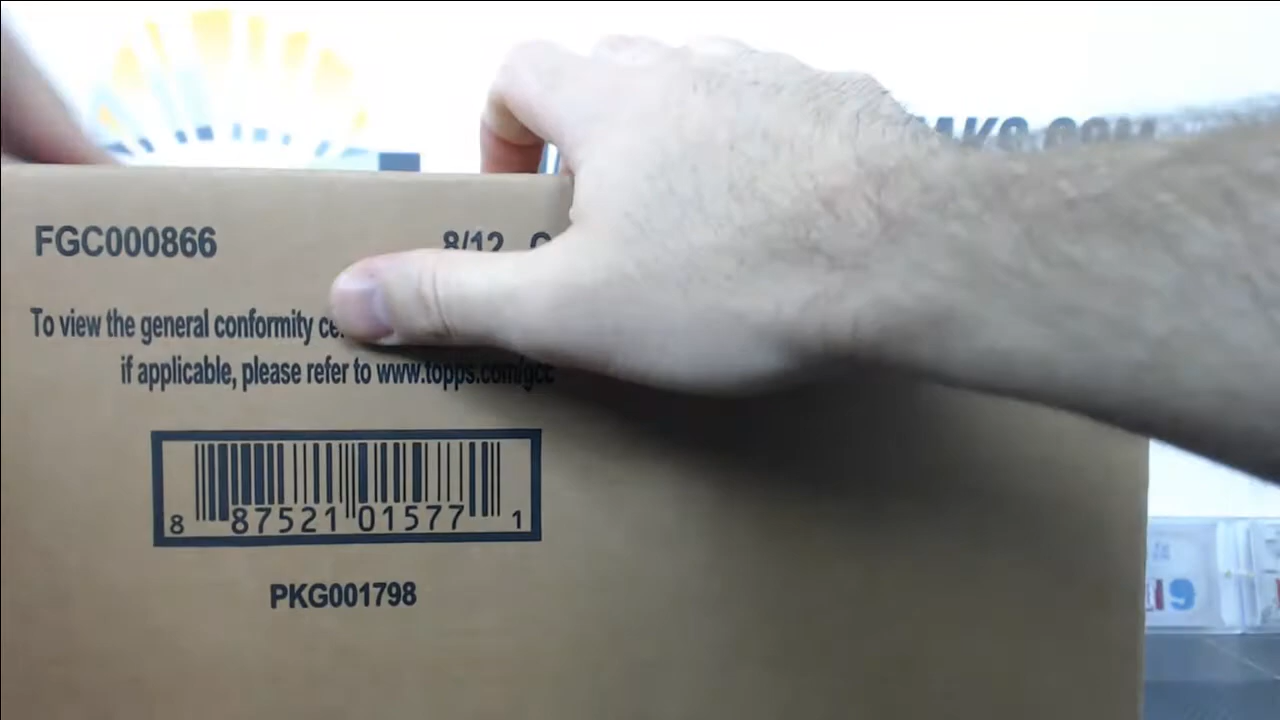 FGC000866 8/12
To view the general conformity
if applicable, please refer to www.topps.com/gcc
8 87521 01577 1
PKG001798